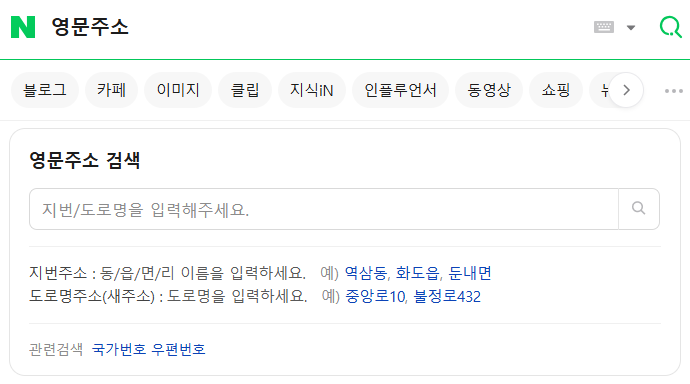 N 영문주소
블로그 카페 이미지 클립 지식iN 인플루언서 동영상 쇼핑
영문주소 검색
지번/도로명을 입력해주세요.
지번주소 : 동/읍/면/리 이름을 입력하세요. 예) 역삼동, 화도읍, 둔내면
도로명주소(새주소) : 도로명을 입력하세요. 예) 중앙로10, 불정로432
관련검색 국가번호 우편번호